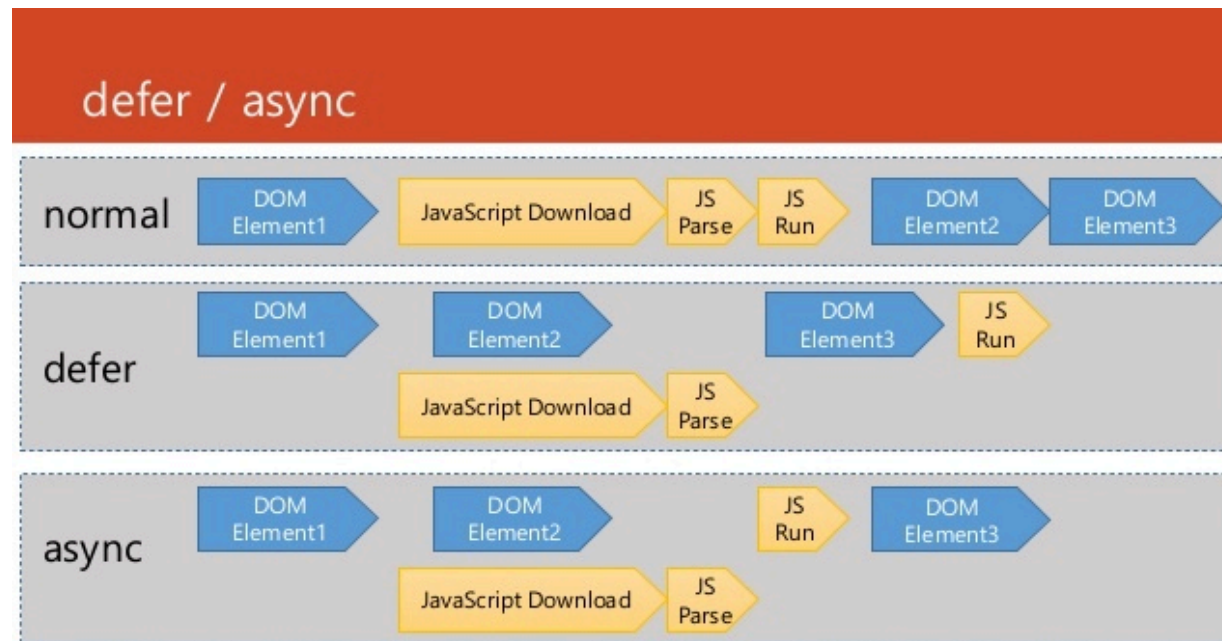 defer / async
normal
DOM
Element1
JavaScript Download
JS
Parse
JS
Run
DOM
Element2
DOM
Element3
defer
DOM
Element1
DOM
Element2
DOM
Element3
JS
Run
JavaScript Download
JS
Parse
async
DOM
Element1
DOM
Element2
JS
Run
DOM
Element3
JavaScript Download
JS
Parse